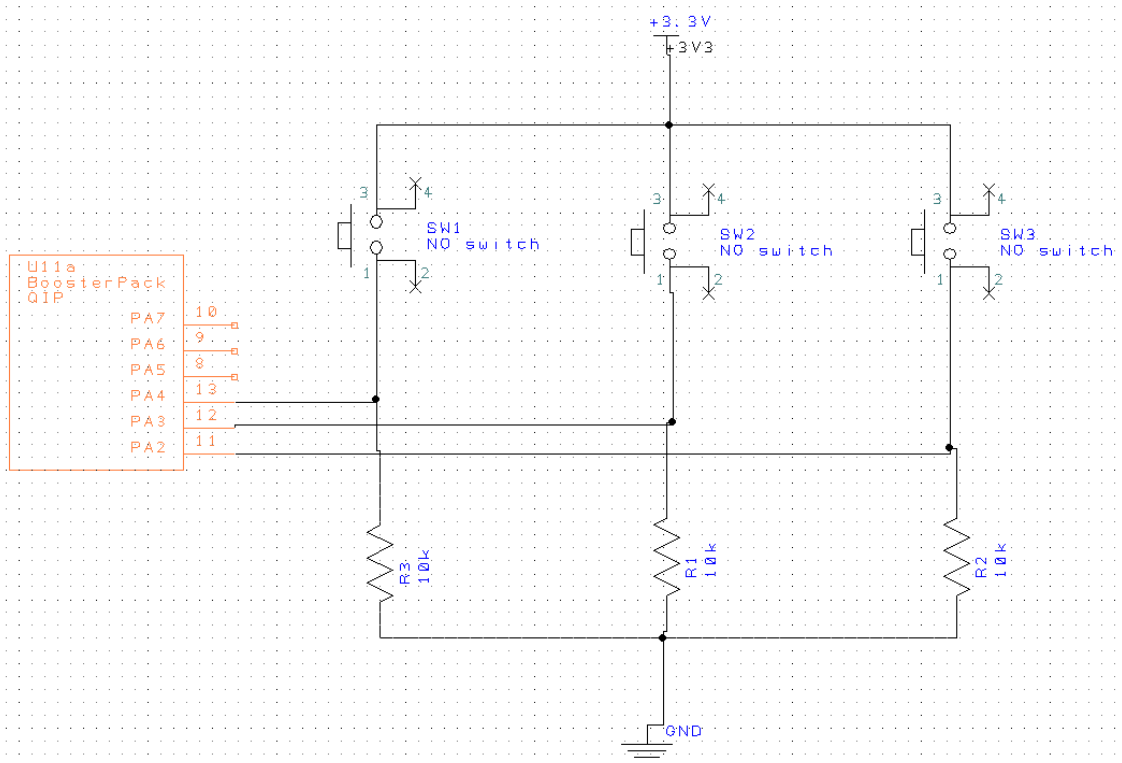 +3.3V
+3V3
3
4
SW1
NO switch
1
2
3
4
SW2
NO switch
1
2
3
4
SW3
NO switch
1
2
U11a
BoosterPack
QIP
PA7 10
PA6 9
PA5 8
PA4 13
PA3 12
PA2 11
R3
10k
R1
10k
R2
10k
GND